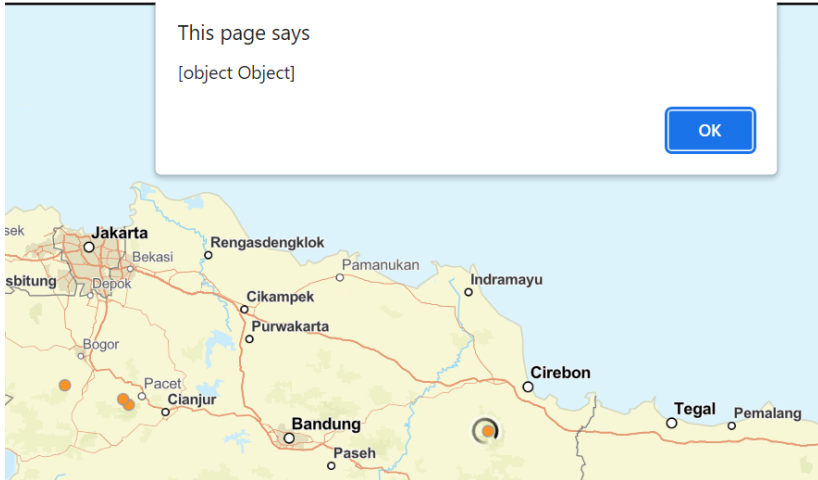 This page says
[object Object]
OK
sek
Jakarta
Bekasi
Rengasdengklok
Pamanukan
sbitung
Depok
Indramayu
Cikampek
Purwakarta
Bogor
Pacet
Cianjur
Cirebon
Bandung
Tegal
Pemalang
Paseh